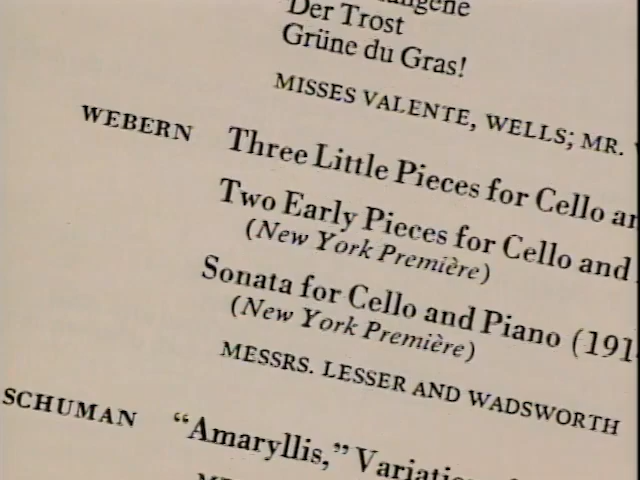 Der Trost
Grüne du Gras!
MISSES VALENTE, WELLS; MR.
WEBERN Three Little Pieces for Cello
Two Early Pieces for Cello and
(New York Première)
Sonata for Cello and Piano (191
(New York Première)
MESSRS. LESSER AND WADSWORTH
SCHUMAN “Amaryllis,”